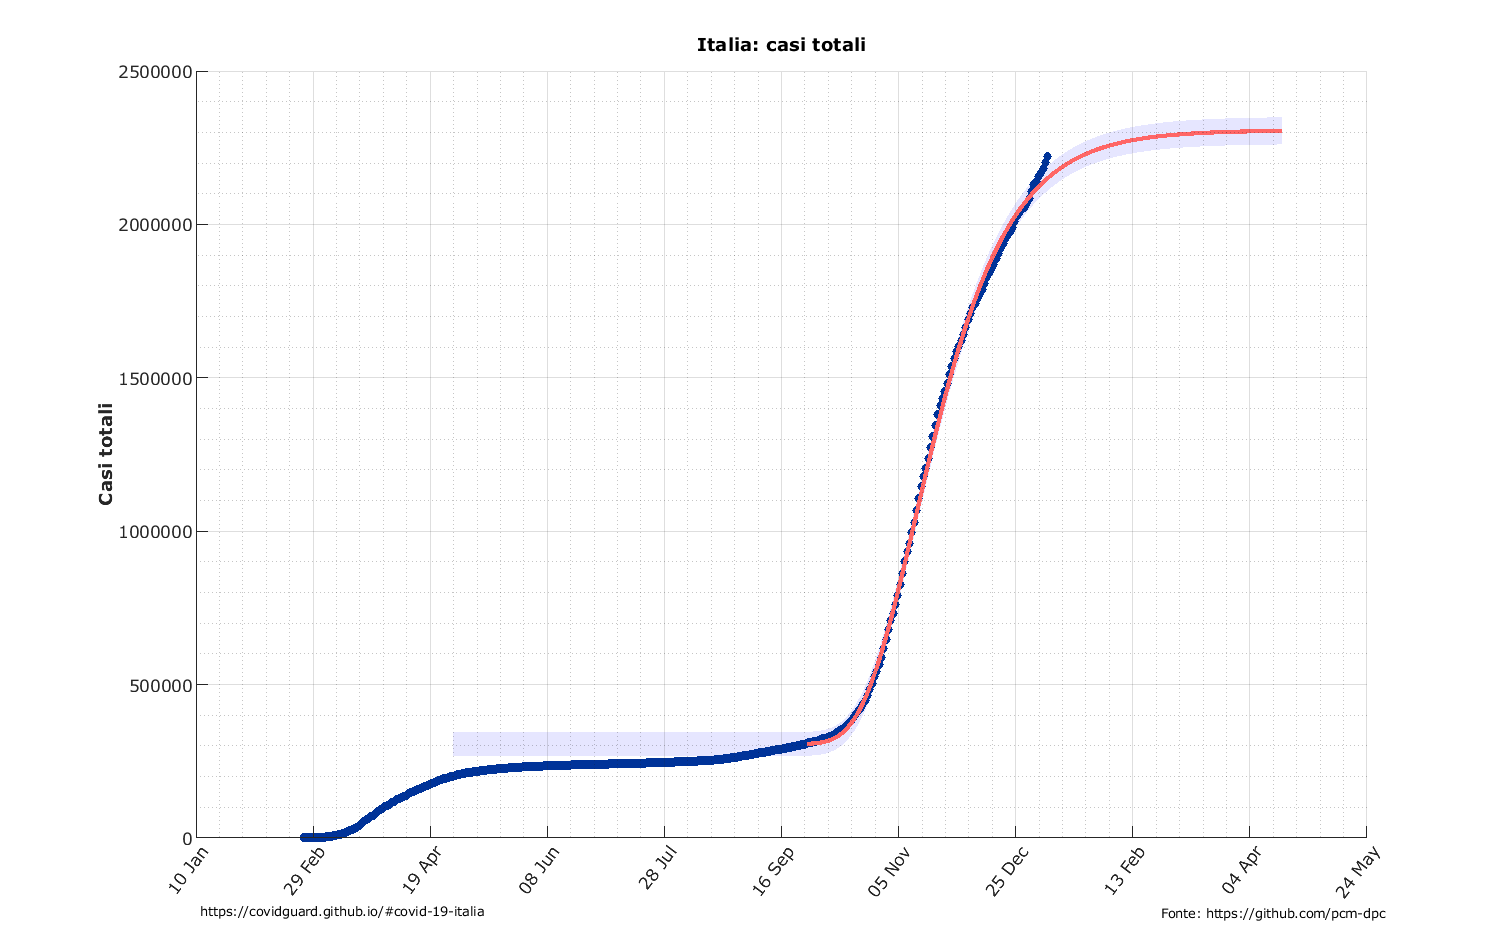 Italia: casi totali
2500000
2000000
1500000
1000000
500000
0
Casi totali
10 Jan
29 Feb
19 Apr
08 Jun
28 Jul
16 Sep
05 Nov
25 Dec
13 Feb
04 Apr
24 May
https://covidguard.github.io/#covid-19-italia
Fonte: https://github.com/pcm-dpc